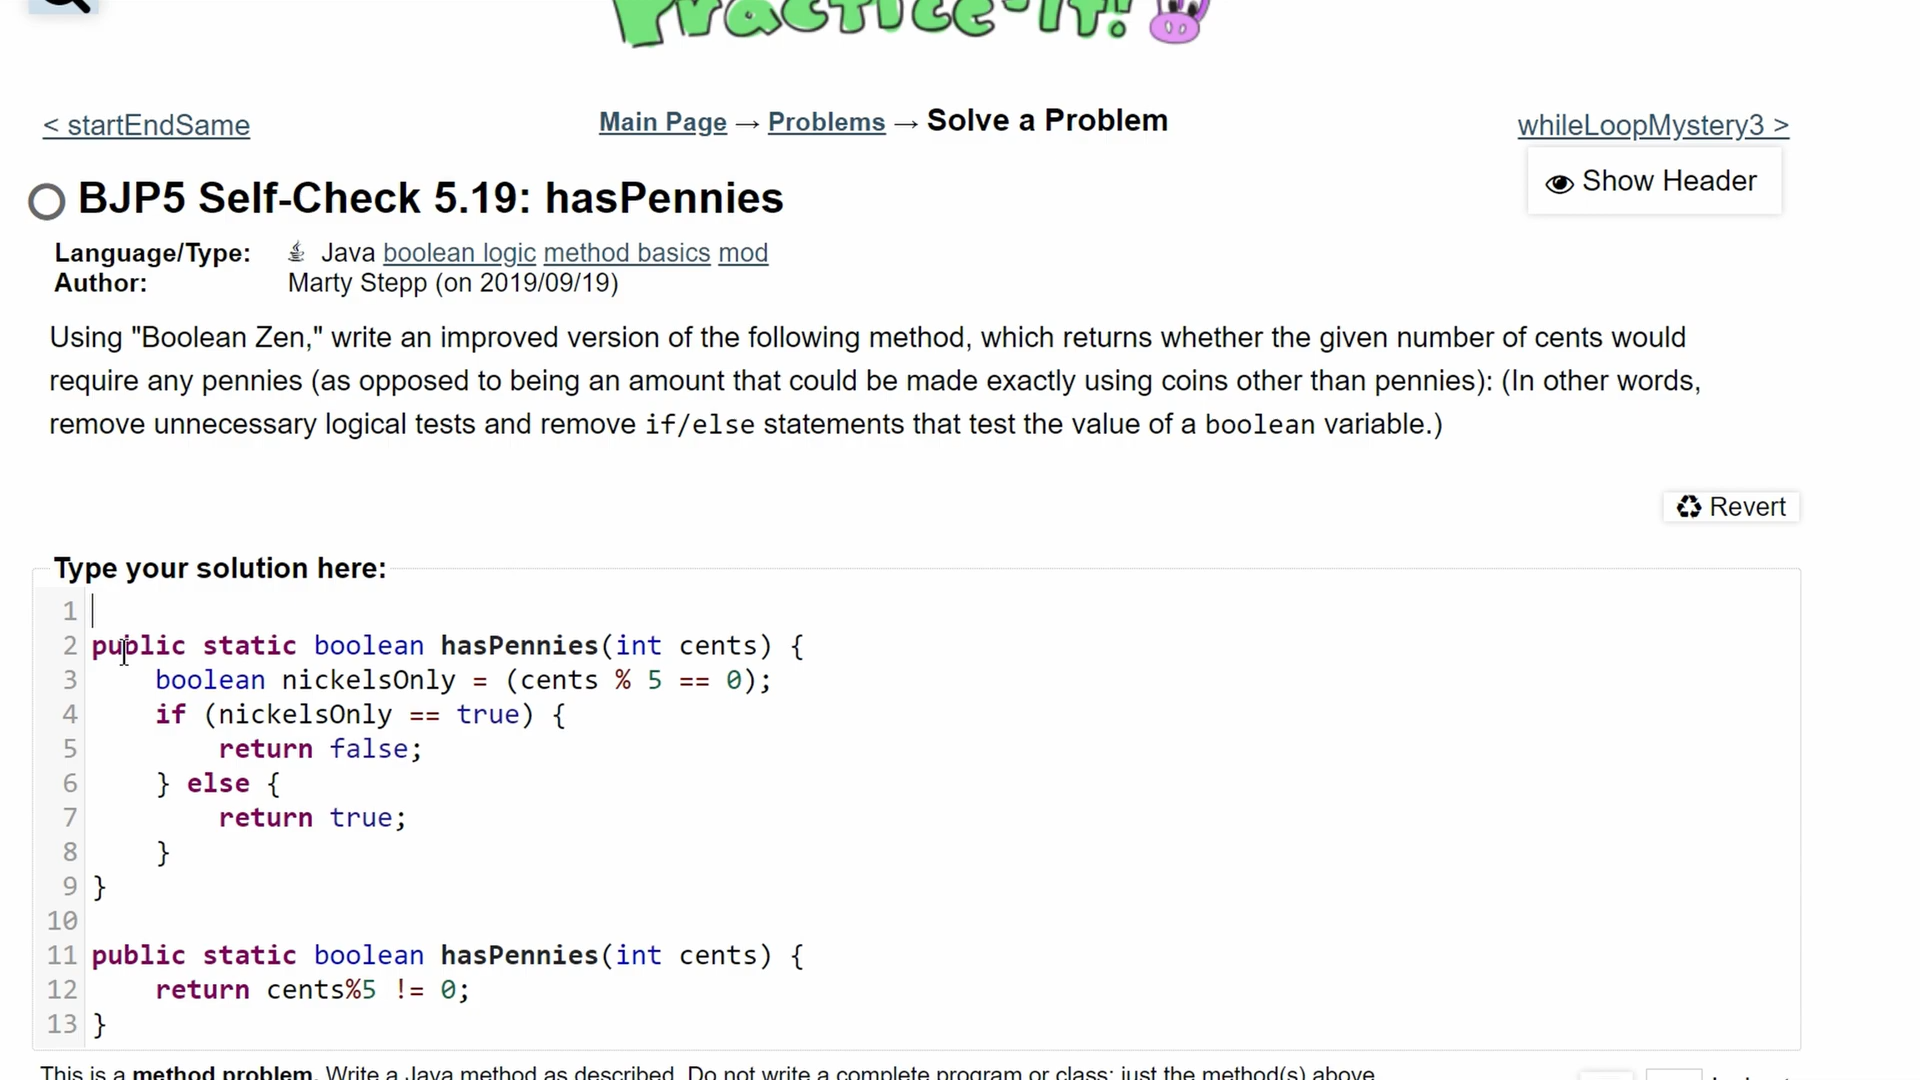 Practice-It!
< startEndSame
Main Page → Problems → Solve a Problem
whileLoopMystery3 >
Show Header
BJP5 Self-Check 5.19: hasPennies
Language/Type: Java boolean logic method basics mod
Author: Marty Stepp (on 2019/09/19)
Using "Boolean Zen," write an improved version of the following method, which returns whether the given number of cents would
require any pennies (as opposed to being an amount that could be made exactly using coins other than pennies): (In other words,
remove unnecessary logical tests and remove if/else statements that test the value of a boolean variable.)
Revert
Type your solution here:
1
2 public static boolean hasPennies(int cents) {
3     boolean nickelsOnly = (cents % 5 == 0);
4     if (nickelsOnly == true) {
5         return false;
6     } else {
7         return true;
8     }
9 }
10
11 public static boolean hasPennies(int cents) {
12     return cents%5 != 0;
13 }
This is a method problem. Write a Java method as described. Do not write a complete program or class; just the method(s) above.